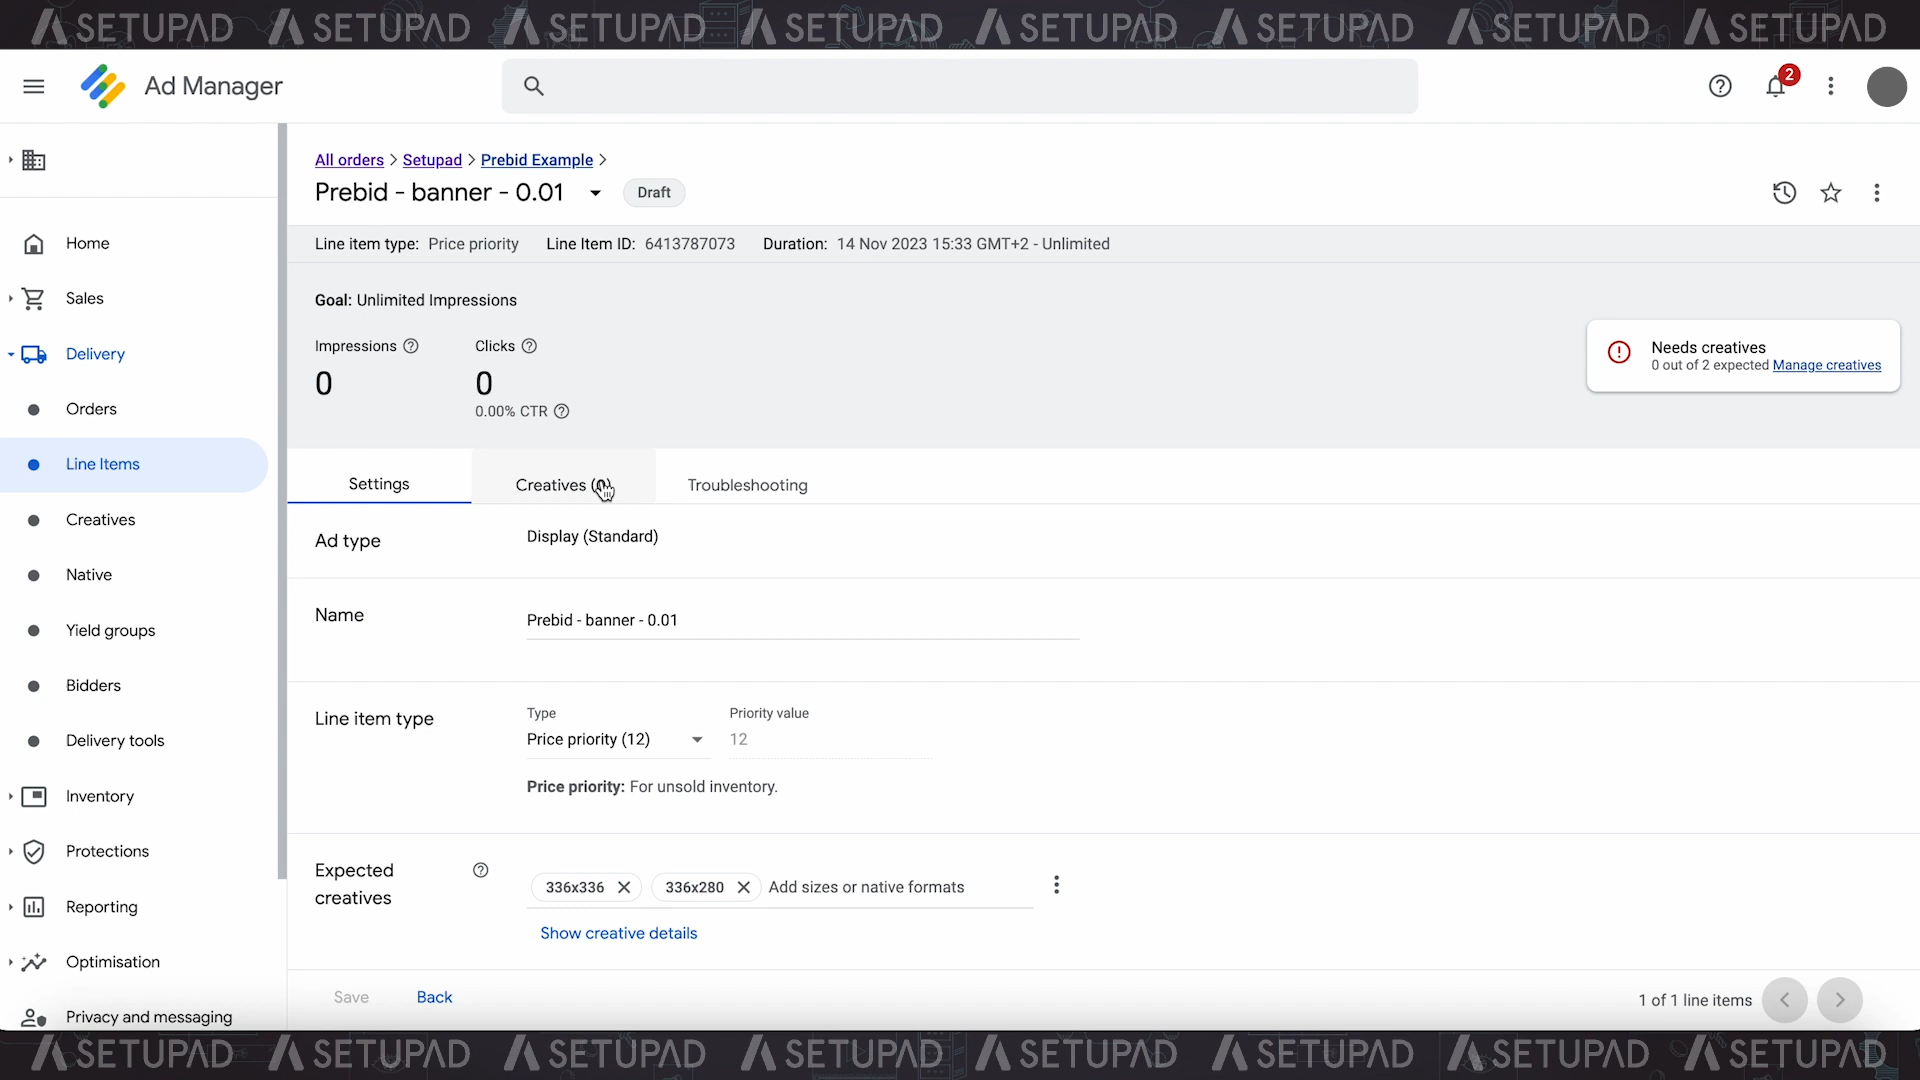 SETUPAD SETUPAD SETUPAD SETUPAD SETUPAD SETUPAD SETUPAD SETUPAD
Ad Manager
2
All orders > Setupad > Prebid Example >
Prebid - banner - 0.01
Draft
Line item type: Price priority Line Item ID: 6413787073 Duration: 14 Nov 2023 15:33 GMT+2 - Unlimited
Home
Sales
Delivery
Orders
Line Items
Creatives
Native
Yield groups
Bidders
Delivery tools
Inventory
Protections
Reporting
Optimisation
Privacy and messaging
Goal: Unlimited Impressions
Impressions
0
Clicks
0
0.00% CTR
Needs creatives
0 out of 2 expected Manage creatives
Settings
Creatives (0)
Troubleshooting
Ad type
Display (Standard)
Name
Prebid - banner - 0.01
Line item type
Type
Price priority (12)
Priority value
12
Price priority: For unsold inventory.
Expected
creatives
336x336
336x280
Add sizes or native formats
Show creative details
Save
Back
1 of 1 line items
SETUPAD SETUPAD SETUPAD SETUPAD SETUPAD SETUPAD SETUPAD SETUPAD